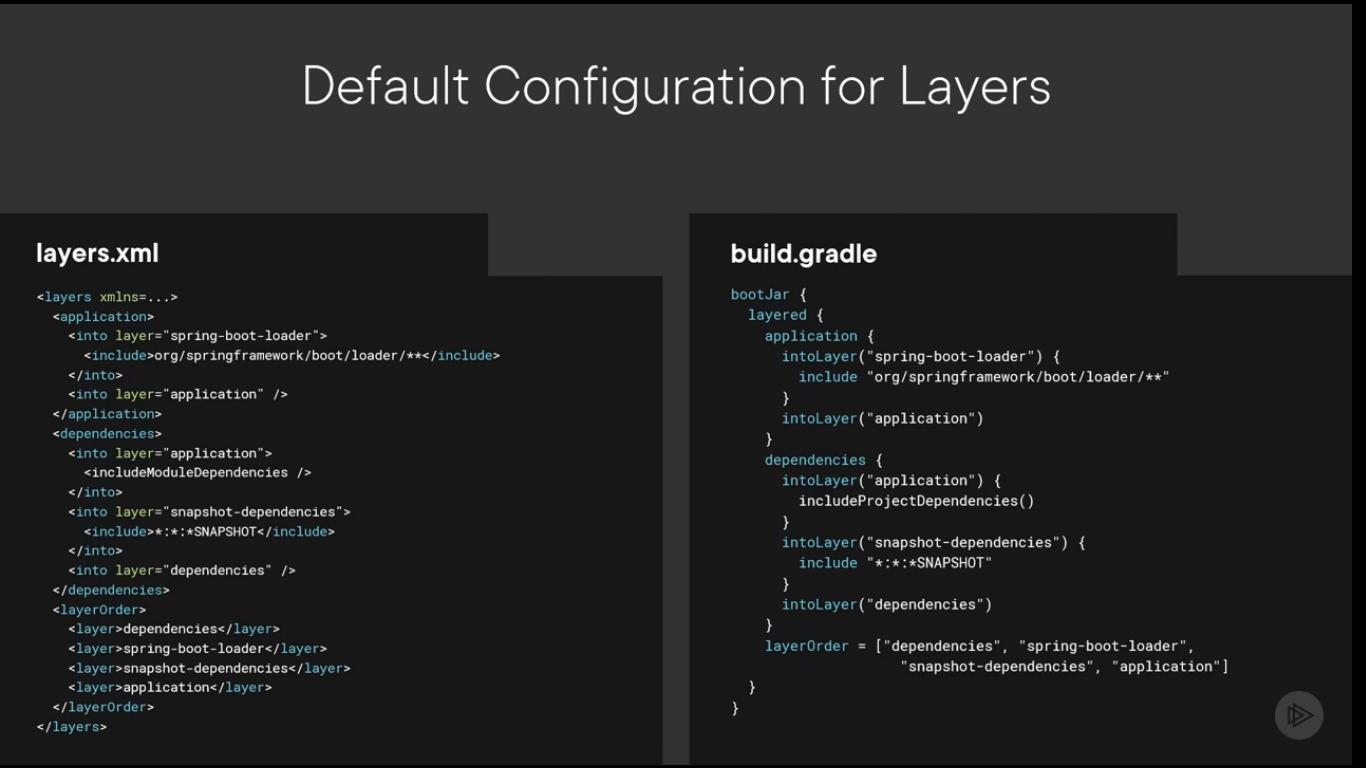 Default Configuration for Layers
layers.xml
<layers xmlns=...>
  <application>
    <into layer="spring-boot-loader">
      <include>org/springframework/boot/loader/**</include>
    </into>
    <into layer="application" />
  </application>
  <dependencies>
    <into layer="application">
      <includeModuleDependencies />
    </into>
    <into layer="snapshot-dependencies">
      <include>*:*:*SNAPSHOT</include>
    </into>
    <into layer="dependencies" />
  </dependencies>
  <layerOrder>
    <layer>dependencies</layer>
    <layer>spring-boot-loader</layer>
    <layer>snapshot-dependencies</layer>
    <layer>application</layer>
  </layerOrder>
</layers>
build.gradle
bootJar {
  layered {
    application {
      intoLayer("spring-boot-loader") {
        include "org/springframework/boot/loader/**"
      }
      intoLayer("application")
    }
    dependencies {
      intoLayer("application") {
        includeProjectDependencies()
      }
      intoLayer("snapshot-dependencies") {
        include "*:*:*SNAPSHOT"
      }
      intoLayer("dependencies")
    }
    layerOrder = ["dependencies", "spring-boot-loader",
                    "snapshot-dependencies", "application"]
  }
}